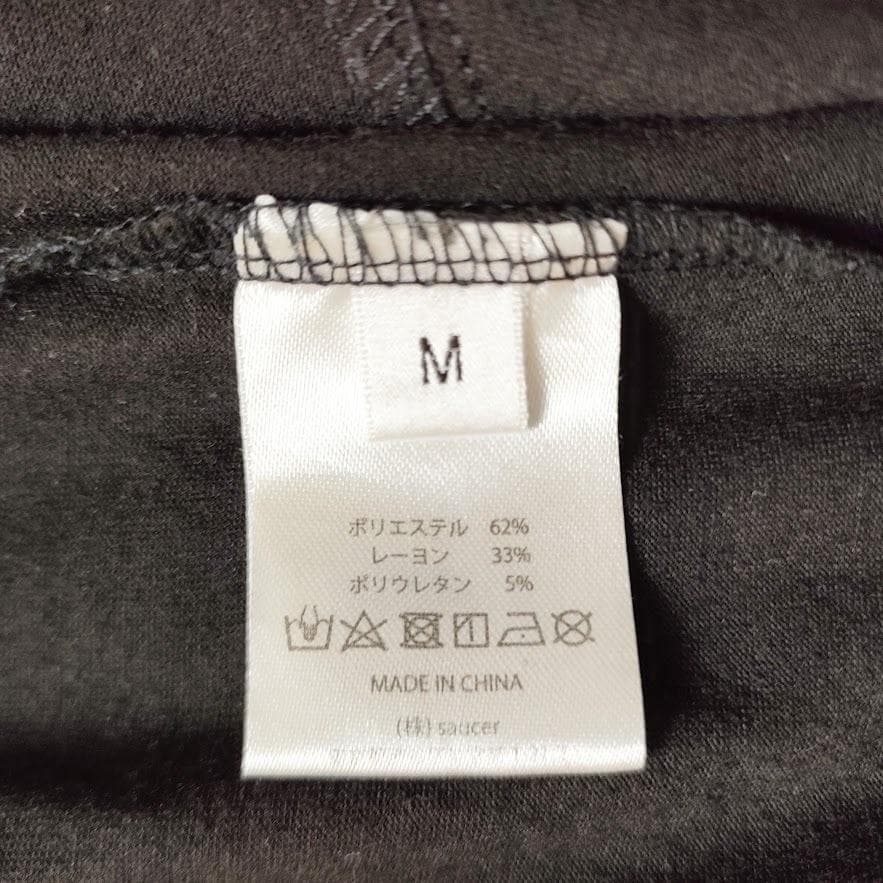 M
ポリエステル 62%
レーヨン 33%
ポリウレタン 5%
MADE IN CHINA
(株) saucer